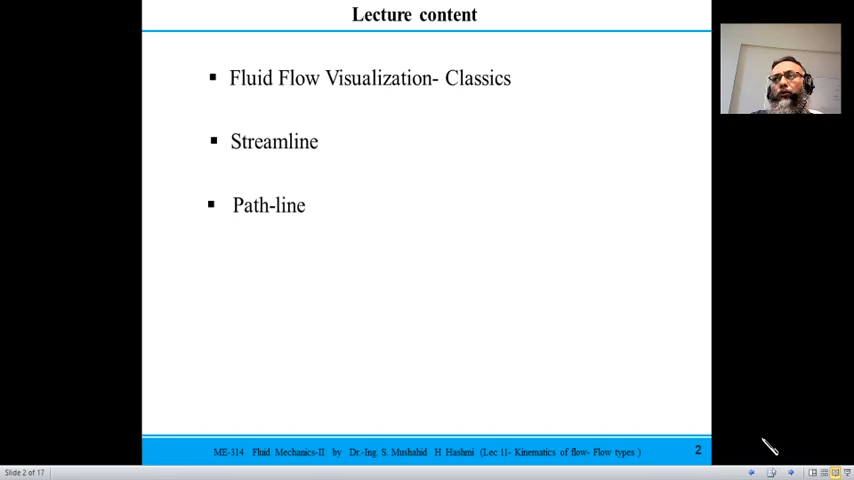 Lecture content
▪ Fluid Flow Visualization- Classics
▪ Streamline
▪ Path-line
ME-314 Fluid Mechanics-II by Dr.-Ing. S. Mushahid H Hashmi (Lec 11- Kinematics of flow- Flow types ) 2
Slide 2 of 17